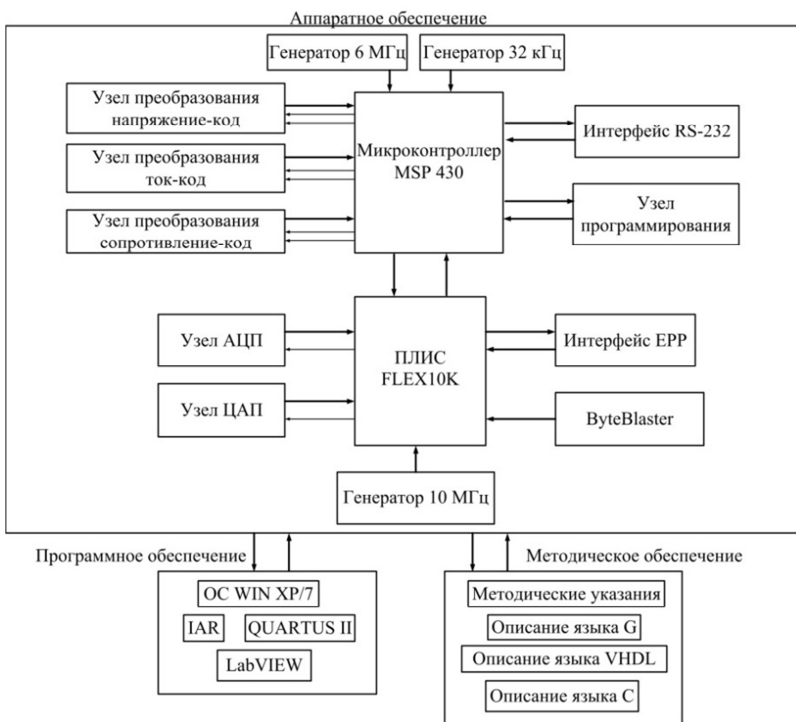 Аппаратное обеспечение
Генератор 6 МГц
Генератор 32 кГц
Узел преобразования
напряжение-код
Узел преобразования
ток-код
Узел преобразования
сопротивление-код
Микроконтроллер
MSP 430
Интерфейс RS-232
Узел
программирования
Узел АЦП
Узел ЦАП
ПЛИС
FLEX10K
Интерфейс EPP
ByteBlaster
Генератор 10 МГц
Программное обеспечение
ОС WIN XP/7
IAR
QUARTUS II
LabVIEW
Методическое обеспечение
Методические указания
Описание языка G
Описание языка VHDL
Описание языка C